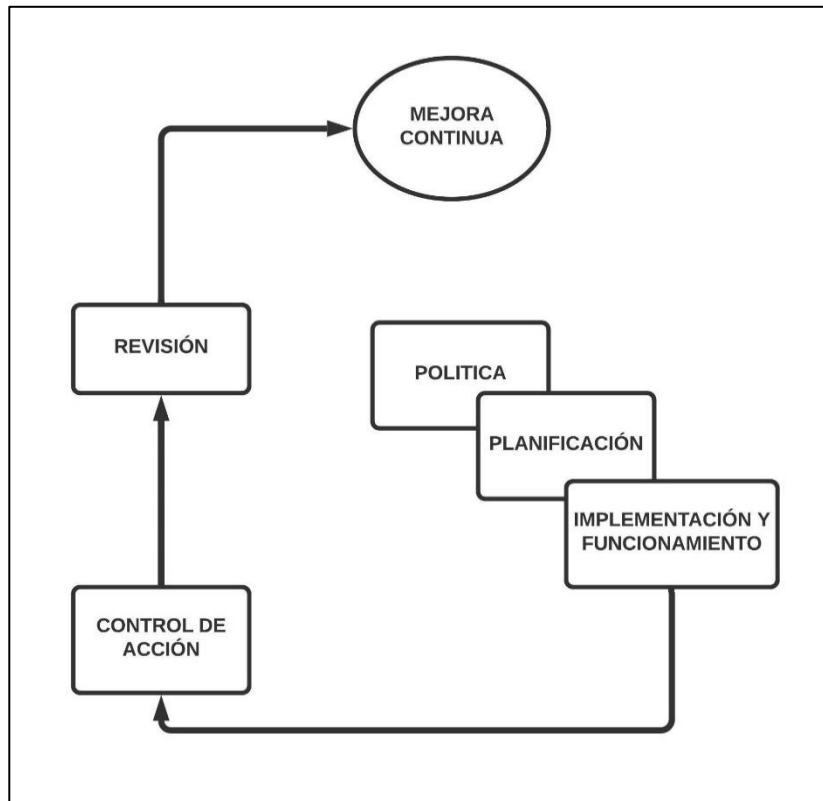 MEJORA
CONTINUA
REVISIÓN
POLITICA
PLANIFICACIÓN
IMPLEMENTACIÓN Y
FUNCIONAMIENTO
CONTROL DE
ACCIÓN